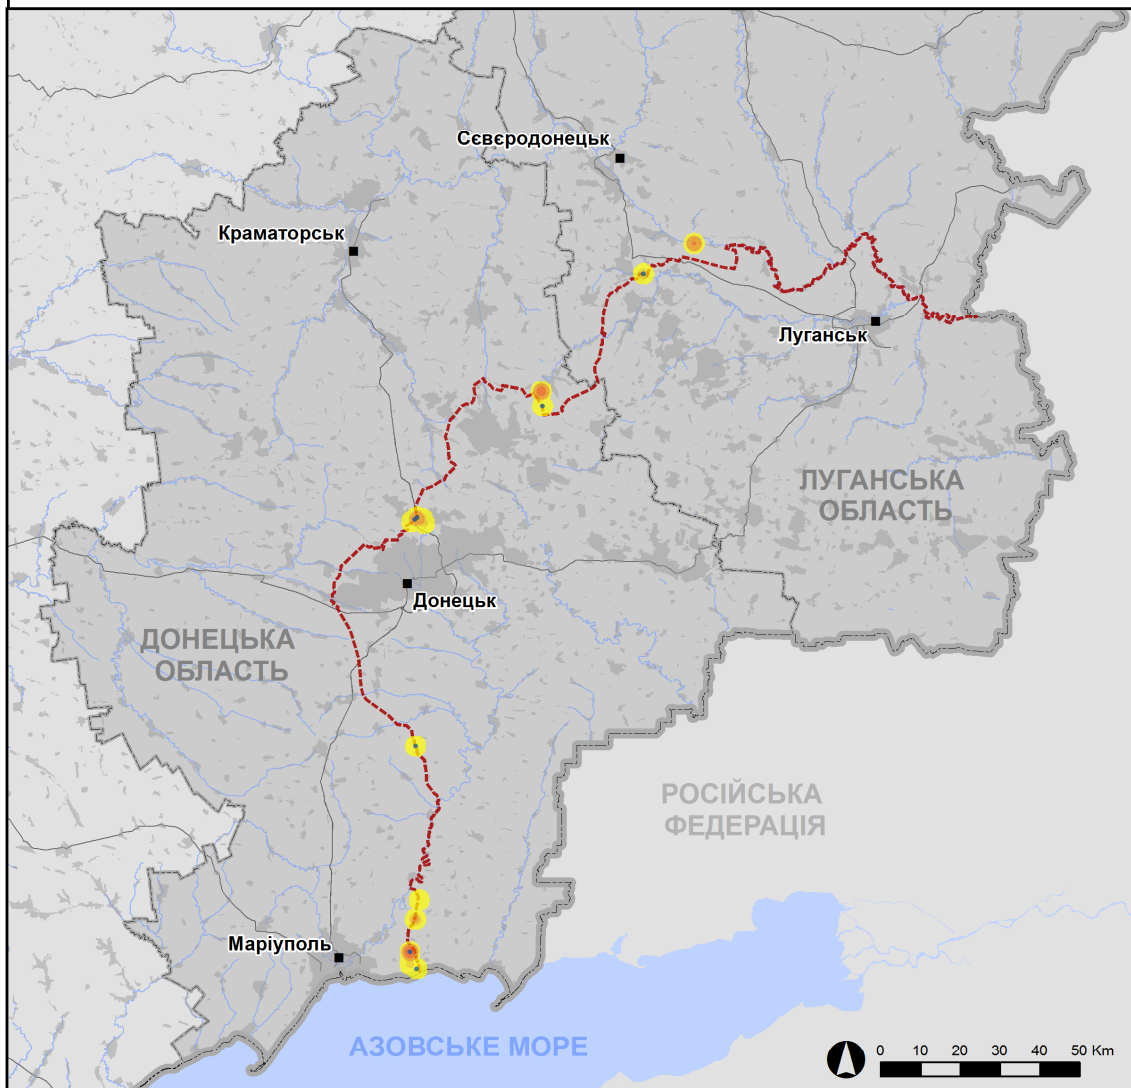 Сєвєродонецьк
Краматорськ
Луганськ
ЛУГАНСЬКА
ОБЛАСТЬ
Донецьк
ДОНЕЦЬКА
ОБЛАСТЬ
РОСІЙСЬКА
ФЕДЕРАЦІЯ
Маріуполь
АЗОВСЬКЕ МОРЕ
0 10 20 30 40 50 Km